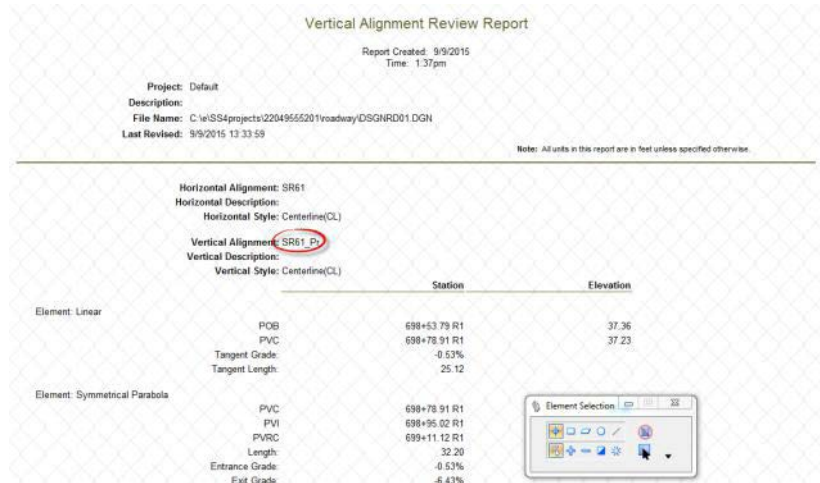 Vertical Alignment Review Report
Report Created: 9/9/2015
Time: 1:37pm
Project: Default
Description:
File Name: C:\e\SS4projects\22049555201\roadway\DSGNRD01.DGN
Last Revised: 9/9/2015 13:33:59
Note: All units in this report are in feet unless specified otherwise.
Horizontal Alignment: SR61
Horizontal Description:
Horizontal Style: Centerline(CL)
Vertical Alignment: SR61_Pr
Vertical Description:
Vertical Style: Centerline(CL)
Station Elevation
Element: Linear
POB 698+53.79 R1 37.36
PVC 698+78.91 R1 37.23
Tangent Grade: -0.53%
Tangent Length: 25.12
Element: Symmetrical Parabola
PVC 698+78.91 R1
PVI 698+95.02 R1
PVRC 699+11.12 R1
Length: 32.20
Entrance Grade: -0.53%
Exit Grade: -6.43%
Element Selection